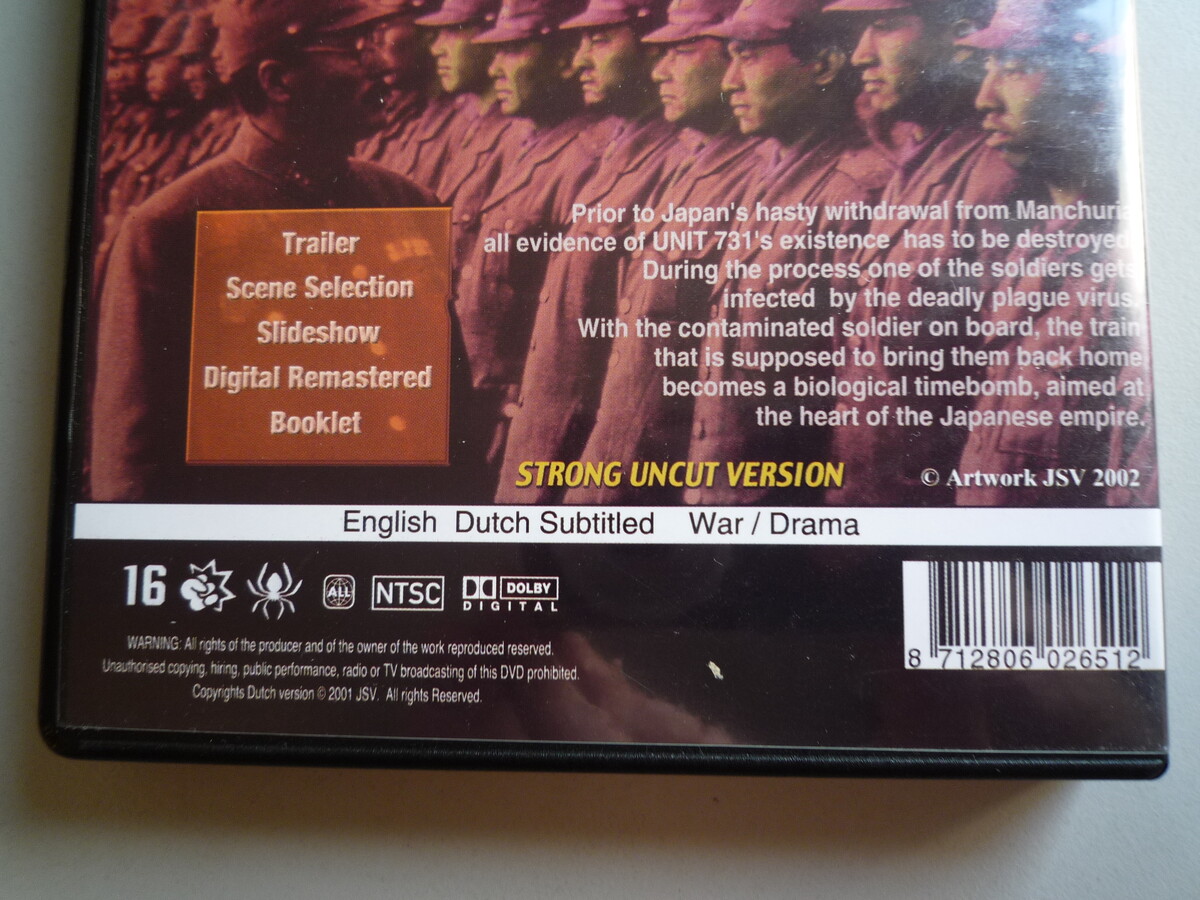 Trailer
Scene Selection
Slideshow
Digital Remastered
Booklet
Prior to Japan's hasty withdrawal from Manchuria
all evidence of UNIT 731's existence has to be destroyed
During the process one of the soldiers gets
infected by the deadly plague virus.
With the contaminated soldier on board, the train
that is supposed to bring them back home
becomes a biological timebomb, aimed at
the heart of the Japanese empire.
STRONG UNCUT VERSION
© Artwork JSV 2002
English Dutch Subtitled War / Drama
16
ALL
NTSC
DOLBY
DIGITAL
WARNING: All rights of the producer and of the owner of the work reproduced reserved.
Unauthorised copying, hiring, public performance, radio or TV broadcasting of this DVD prohibited.
Copyrights Dutch version © 2001 JSV. All rights Reserved.
8 712806 026512